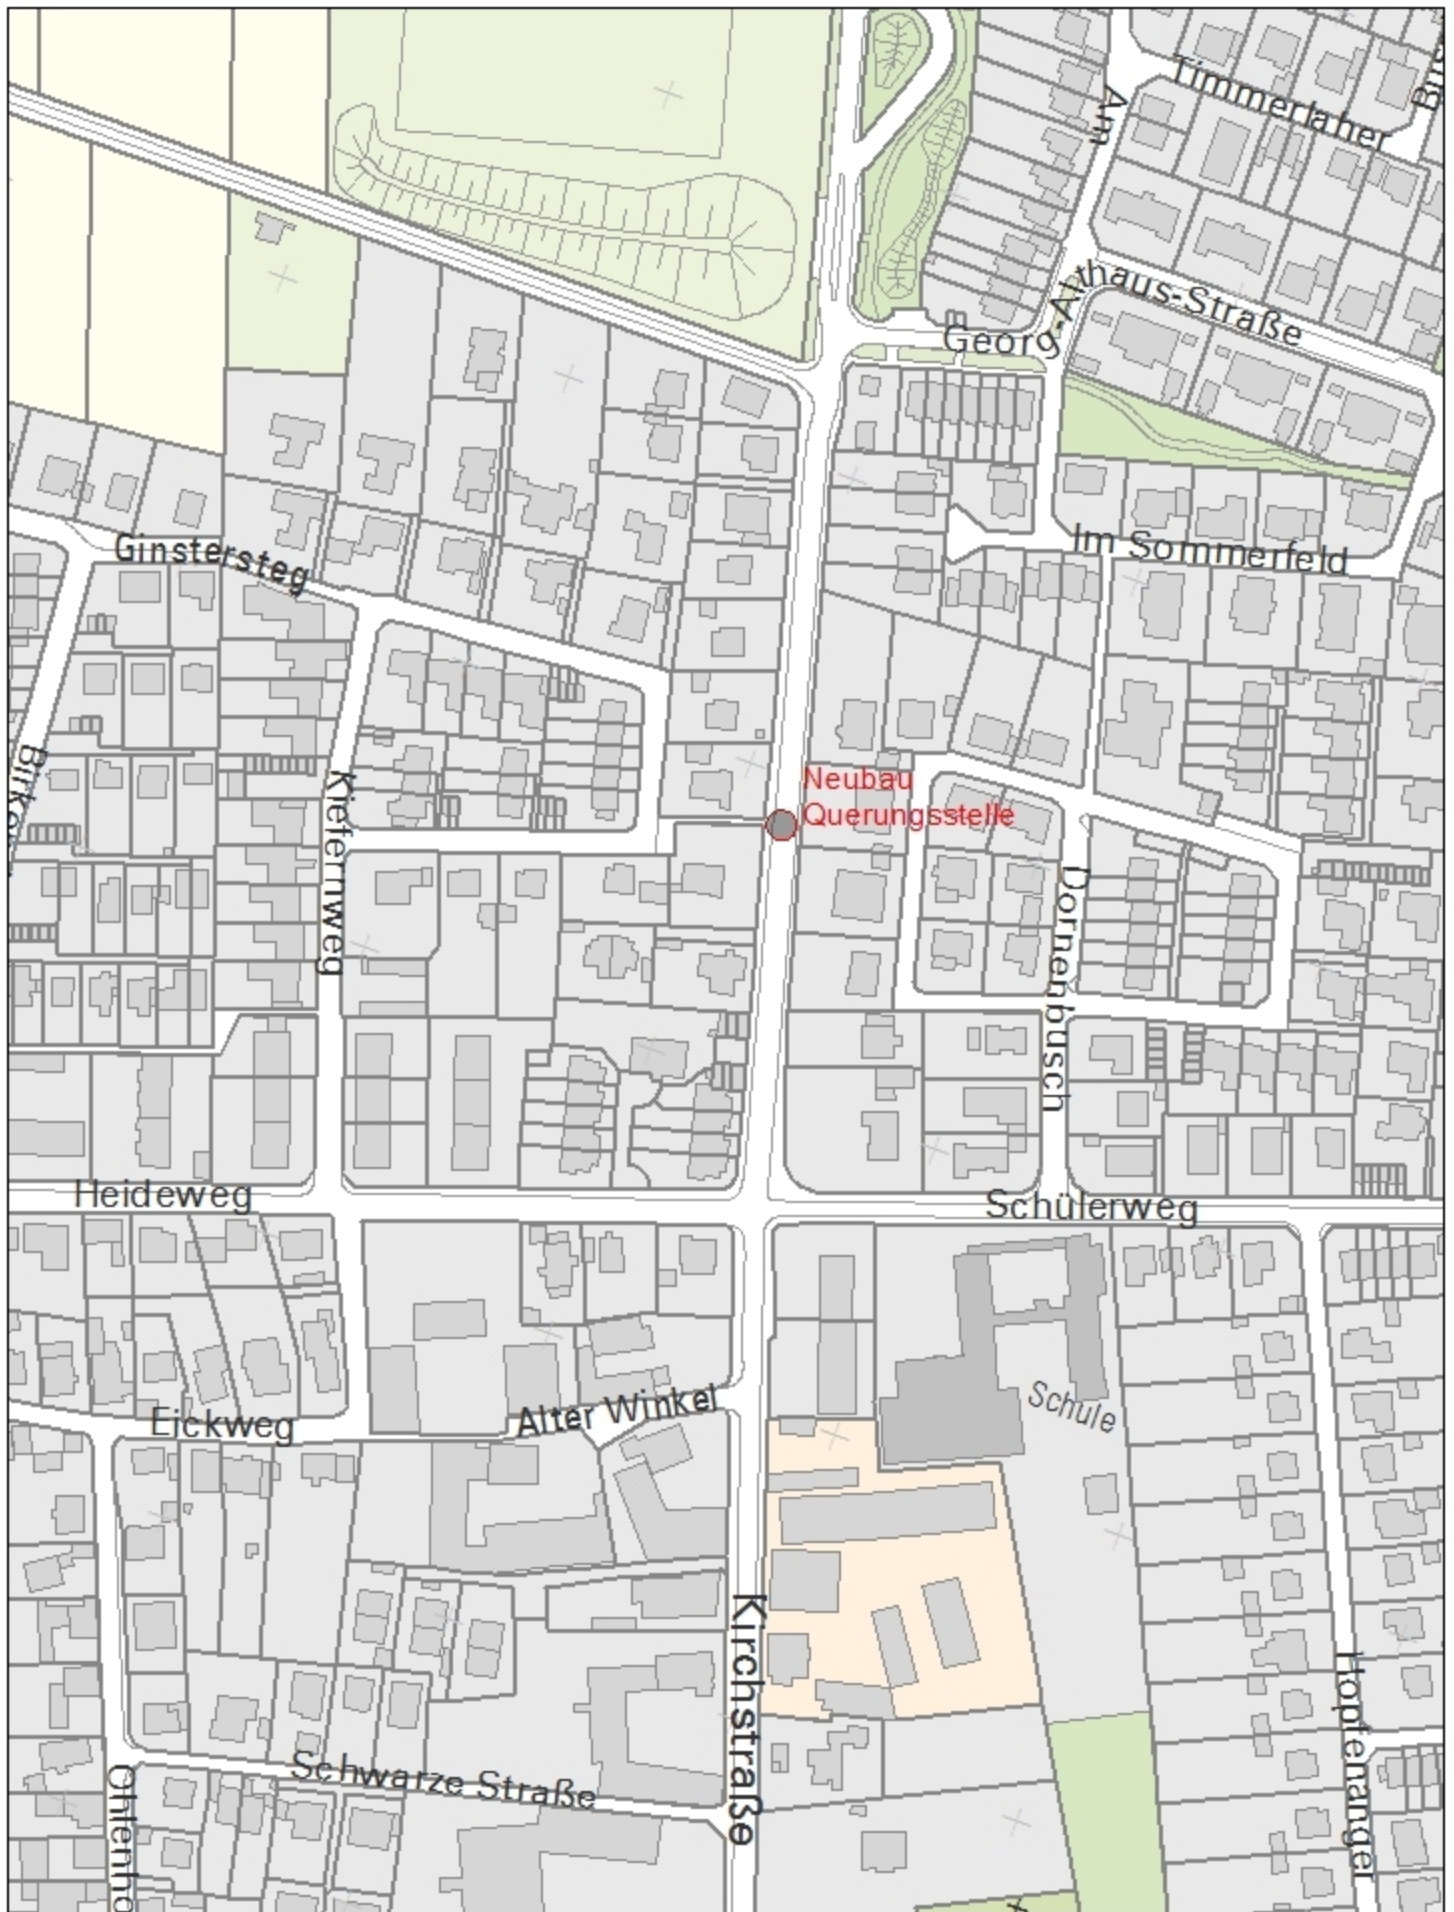 Timmerlaher
Am
Georg-Althaus-Straße
Im Sommerfeld
Ginstersteg
Neubau
Querungsstelle
Kiefernweg
Dornenbusch
Heideweg
Schülerweg
Schule
Alter Winkel
Eickweg
Kirchstraße
Hopfenanger
Schwarze Straße
Ohlenho